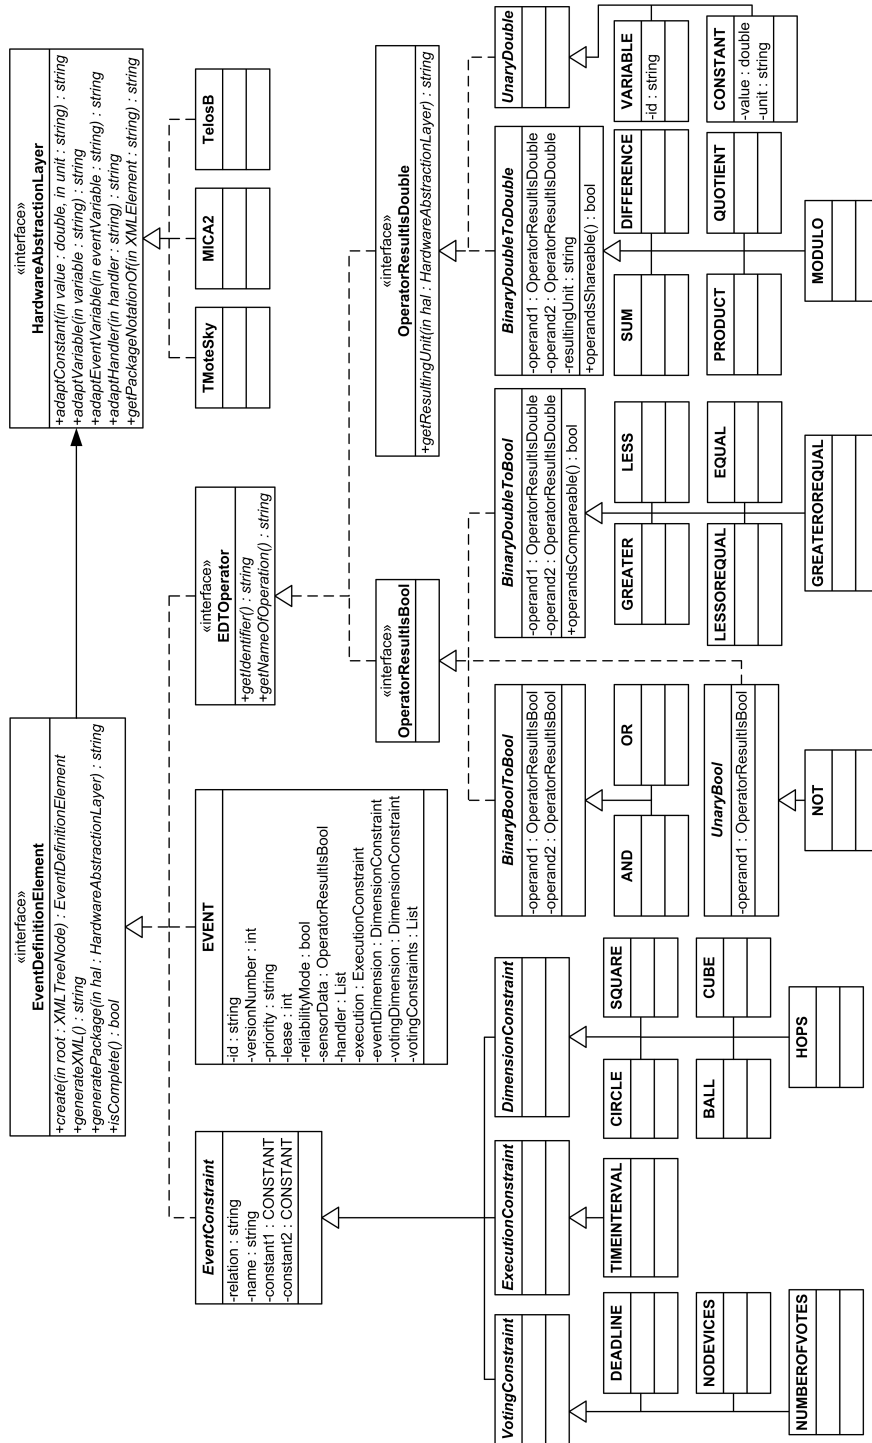 «interface»
EventDefinitionElement
+create(in root : XMLTreeNode) : EventDefinitionElement
+generateXML() : string
+generatePackage(in hal : HardwareAbstractionLayer) : string
+isComplete() : bool
«interface»
HardwareAbstractionLayer
+adaptConstant(in value : double, in unit : string) : string
+adaptVariable(in variable : string) : string
+adaptEventVariable(in eventVariable : string) : string
+adaptHandler(in handler : string) : string
+getPackageNotationOf(in XMLElement : string) : string
EventConstraint
-relation : string
-name : string
-constant1 : CONSTANT
-constant2 : CONSTANT
EVENT
-id : string
-versionNumber : int
-priority : string
-lease : int
-reliabilityMode : bool
-sensorData : OperatorResultIsBool
-handler : List
-execution : ExecutionConstraint
-eventDimension : DimensionConstraint
-votingDimension : DimensionConstraint
-votingConstraints : List
«interface»
EDTOperator
+getIdentifier() : string
+getNameOfOperation() : string
TMoteSky
MICA2
TelosB
«interface»
OperatorResultIsBool
«interface»
OperatorResultIsDouble
+getResultingUnit(in hal : HardwareAbstractionLayer) : string
VotingConstraint
ExecutionConstraint
DimensionConstraint
BinaryBoolToBool
-operand1 : OperatorResultIsBool
-operand2 : OperatorResultIsBool
BinaryDoubleToBool
-operand1 : OperatorResultIsDouble
-operand2 : OperatorResultIsDouble
+operandsCompareable() : bool
BinaryDoubleToDouble
-operand1 : OperatorResultIsDouble
-operand2 : OperatorResultIsDouble
-resultingUnit : string
+operandsShareable() : bool
UnaryDouble
DEADLINE
TIMEINTERVAL
CIRCLE
SQUARE
AND
OR
GREATER
LESS
SUM
DIFFERENCE
VARIABLE
-id : string
NODEVICES
BALL
CUBE
UnaryBool
-operand1 : OperatorResultIsBool
LESSOREQUAL
EQUAL
PRODUCT
QUOTIENT
CONSTANT
-value : double
-unit : string
NUMBEROFVOTES
HOPS
NOT
GREATEROREQUAL
MODULO